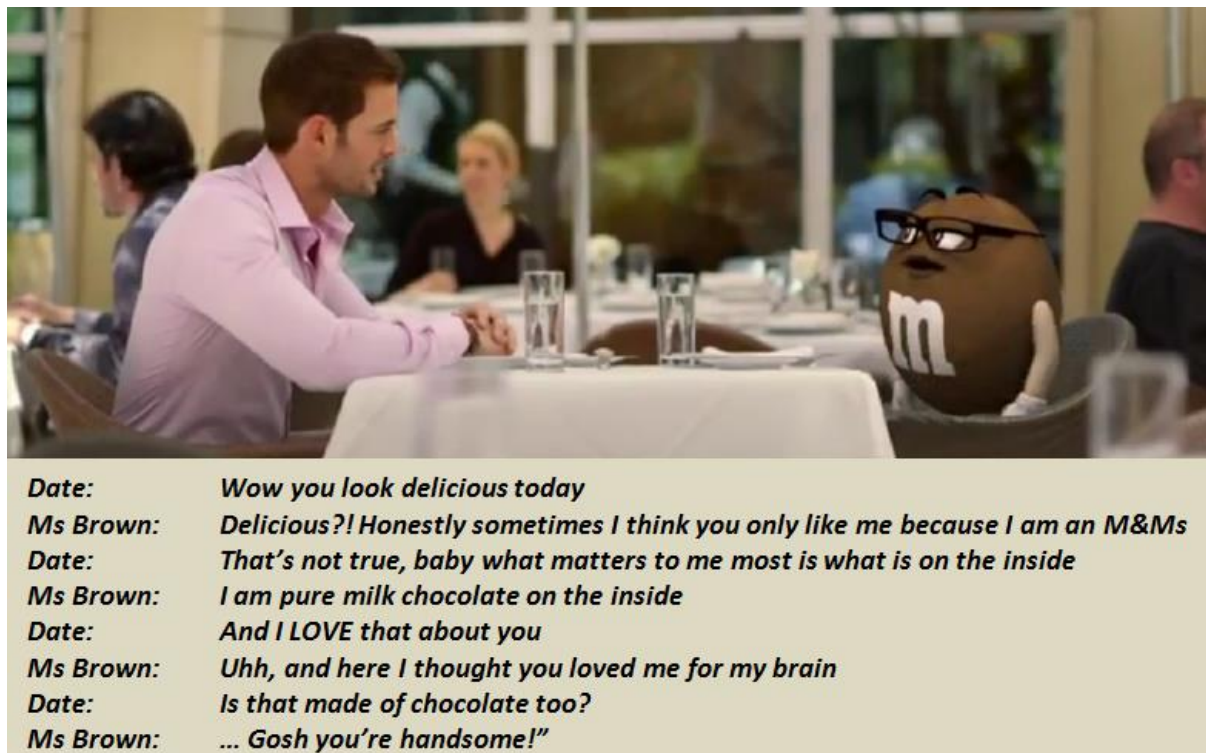 m
Date: Wow you look delicious today
Ms Brown: Delicious?! Honestly sometimes I think you only like me because I am an M&Ms
Date: That's not true, baby what matters to me most is what is on the inside
Ms Brown: I am pure milk chocolate on the inside
Date: And I LOVE that about you
Ms Brown: Uhh, and here I thought you loved me for my brain
Date: Is that made of chocolate too?
Ms Brown: ... Gosh you're handsome!”